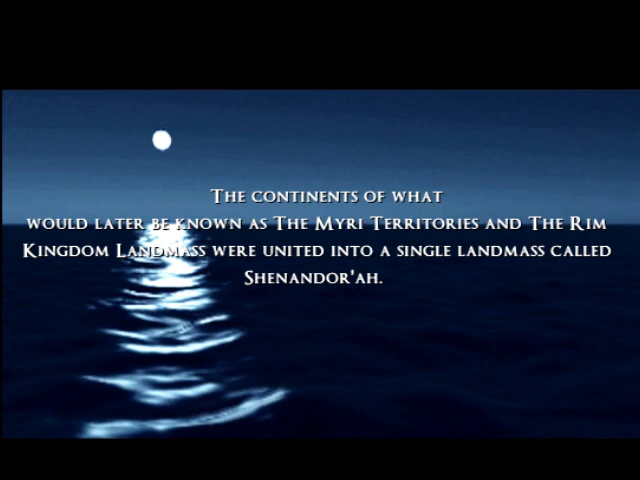 The continents of what
would later be known as The Myri Territories and The Rim
Kingdom Landmass were united into a single landmass called
Shenandor'ah.